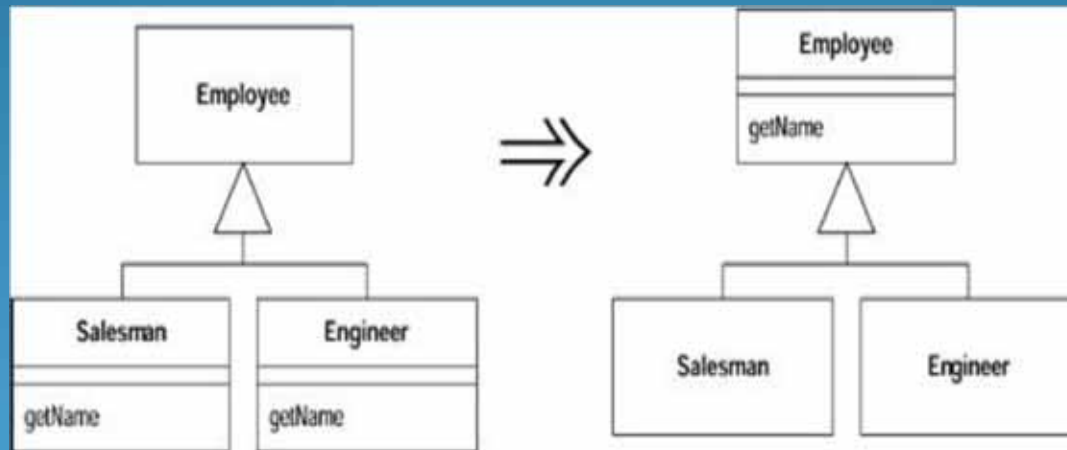 Employee
Salesman
getName
Engineer
getName
Employee
getName
Salesman
Engineer